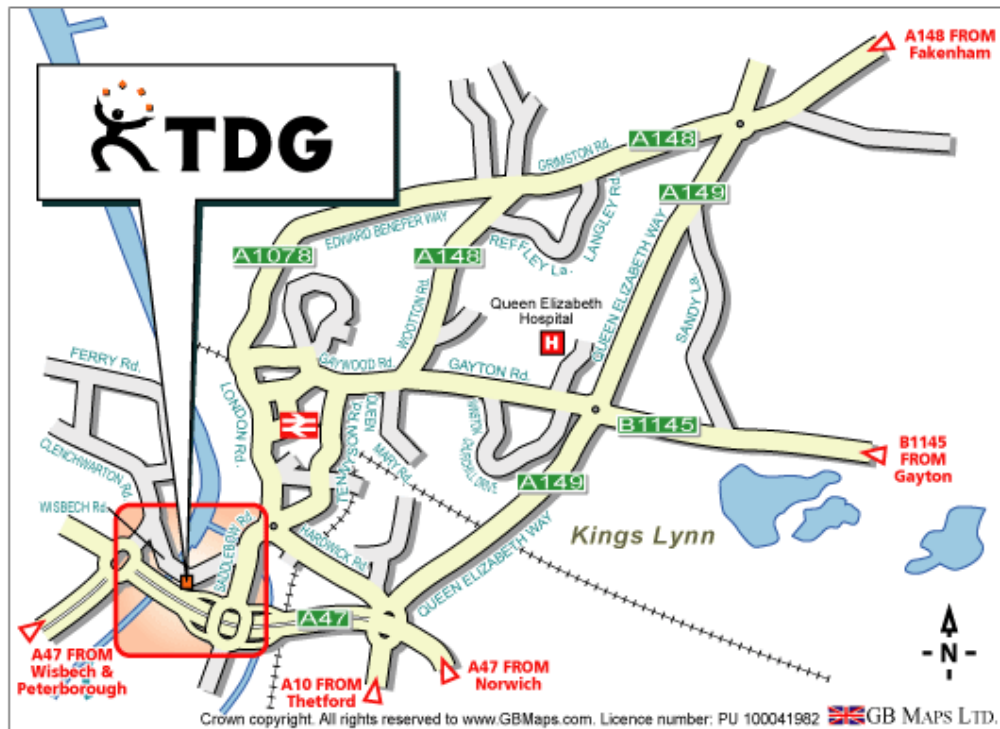 A148 FROM
Fakenham
TDG
A148
GRIMSTON Rd.
A149
EDWARD BENEFER WAY
LANGLEY Rd.
REFFLEY La.
A1078
A148
QUEEN ELIZABETH WAY
SANDY La.
Queen Elizabeth
Hospital
H
WOOTTON Rd.
FERRY Rd.
GAYWOOD Rd.
GAYTON Rd.
LONDON Rd.
TENNYSON Rd.
QUEEN
MARY Rd.
WINSTON CHURCHILL DRIVE
B1145
B1145
FROM
Gayton
CLENCHWARTON Rd.
A149
WISBECH Rd.
SADDLEBOW Rd.
HARDWICK Rd.
Kings Lynn
QUEEN ELIZABETH WAY
A47
A47 FROM
Wisbech &
Peterborough
A10 FROM
Thetford
A47 FROM
Norwich
N
Crown copyright. All rights reserved to www.GBMaps.com. Licence number: PU 100041982
GB MAPS LTD.